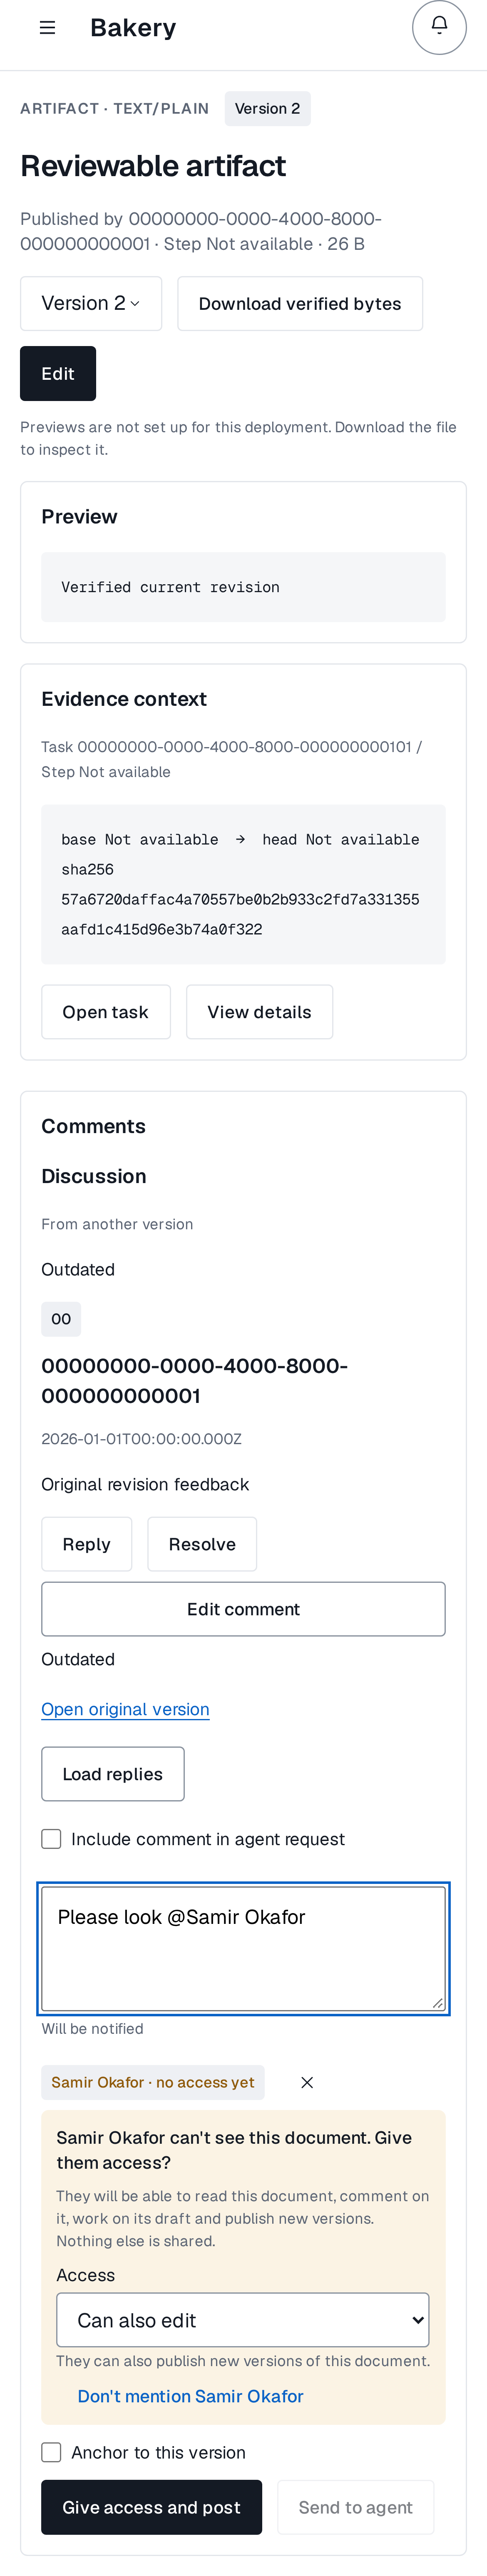 Bakery
ARTIFACT · TEXT/PLAIN Version 2
Reviewable artifact
Published by 00000000-0000-4000-8000-
000000000001 · Step Not available · 26 B
Version 2 Download verified bytes
Edit
Previews are not set up for this deployment. Download the file
to inspect it.
Preview
Verified current revision
Evidence context
Task 00000000-0000-4000-8000-000000000101 /
Step Not available
base Not available → head Not available
sha256
57a6720daffac4a70557be0b2b933c2fd7a331355
aafd1c415d96e3b74a0f322
Open task View details
Comments
Discussion
From another version
Outdated
00
00000000-0000-4000-8000-
000000000001
2026-01-01T00:00:00.000Z
Original revision feedback
Reply Resolve
Edit comment
Outdated
Open original version
Load replies
Include comment in agent request
Please look @Samir Okafor
Will be notified
Samir Okafor · no access yet
Samir Okafor can't see this document. Give
them access?
They will be able to read this document, comment on
it, work on its draft and publish new versions.
Nothing else is shared.
Access
Can also edit
They can also publish new versions of this document.
Don't mention Samir Okafor
Anchor to this version
Give access and post Send to agent